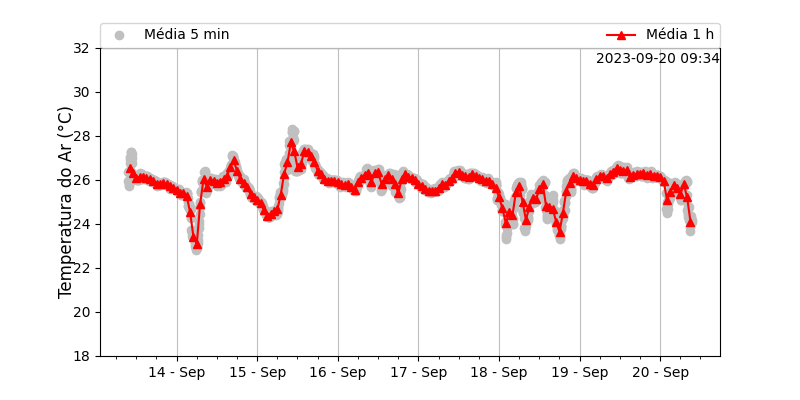 Média 5 min
Média 1 h
2023-09-20 09:34
Temperatura do Ar (°C)
32
30
28
26
24
22
20
18
14 - Sep
15 - Sep
16 - Sep
17 - Sep
18 - Sep
19 - Sep
20 - Sep